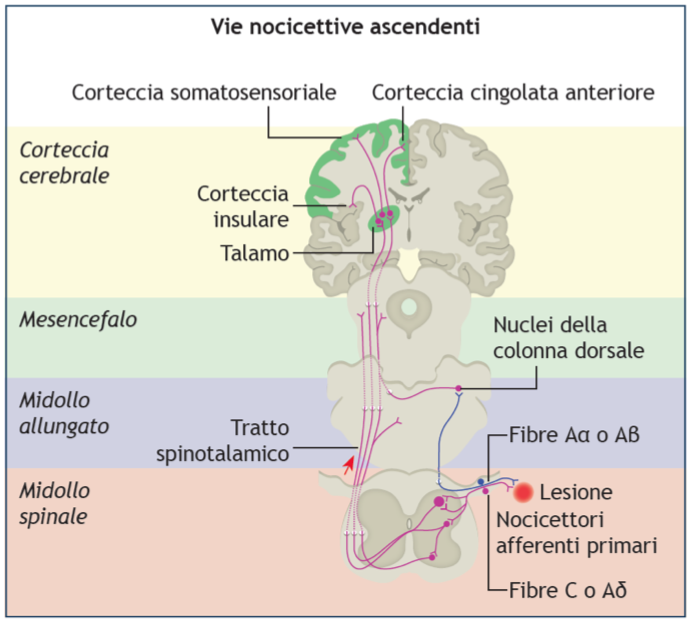 Vie nocicettive ascendenti
Corteccia somatosensoriale
Corteccia cingolata anteriore
Corteccia
cerebrale
Corteccia
insulare
Talamo
Mesencefalo
Nuclei della
colonna dorsale
Midollo
allungato
Tratto
spinotalamico
Fibre Aα o Aβ
Midollo
spinale
Lesione
Nocicettori
afferenti primari
Fibre C o Aδ